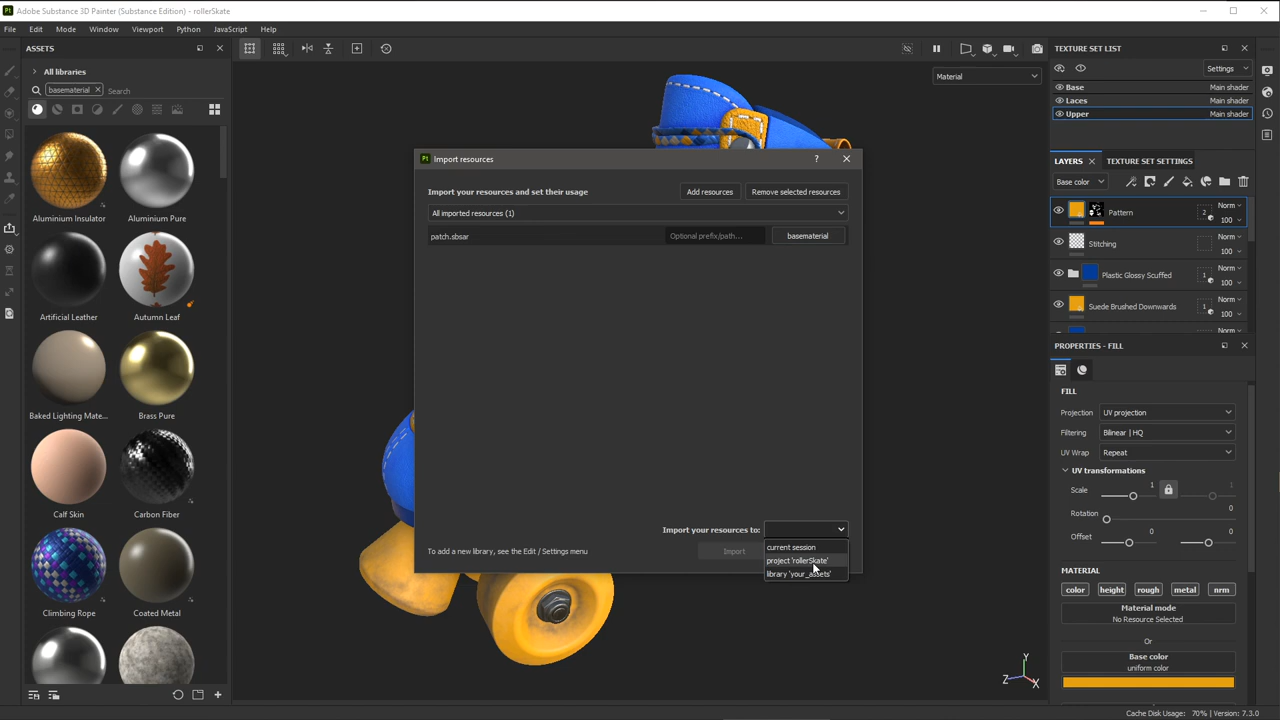 Adobe Substance 3D Painter (Substance Edition) - rollerSkate
File Edit Mode Window Viewport Python JavaScript Help
ASSETS
All libraries
basematerial × Search
Aluminium Insulator
Aluminium Pure
Artificial Leather
Autumn Leaf
Baked Lighting Mate...
Brass Pure
Calf Skin
Carbon Fiber
Climbing Rope
Coated Metal
Material
Import resources
Import your resources and set their usage
Add resources
Remove selected resources
All imported resources (1)
patch.sbsar
Optional prefix/path...
basematerial
Import your resources to:
To add a new library, see the Edit / Settings menu
Import
current session
project 'rollerSkate'
library 'your_assets'
Y
Z
X
TEXTURE SET LIST
Settings
Base Main shader
Laces Main shader
Upper Main shader
LAYERS × TEXTURE SET SETTINGS
Base color
Pattern 2 Norm 100
Stitching Norm 100
Plastic Glossy Scuffed 1 Norm 100
Suede Brushed Downwards 1 Norm 100
Norm
PROPERTIES - FILL
FILL
Projection UV projection
Filtering Bilinear | HQ
UV Wrap Repeat
UV transformations
Scale 1 1
Rotation 0
Offset 0 0
MATERIAL
color height rough metal nrm
Material mode
No Resource Selected
Or
Base color
uniform color
Cache Disk Usage: 70% | Version: 7.3.0